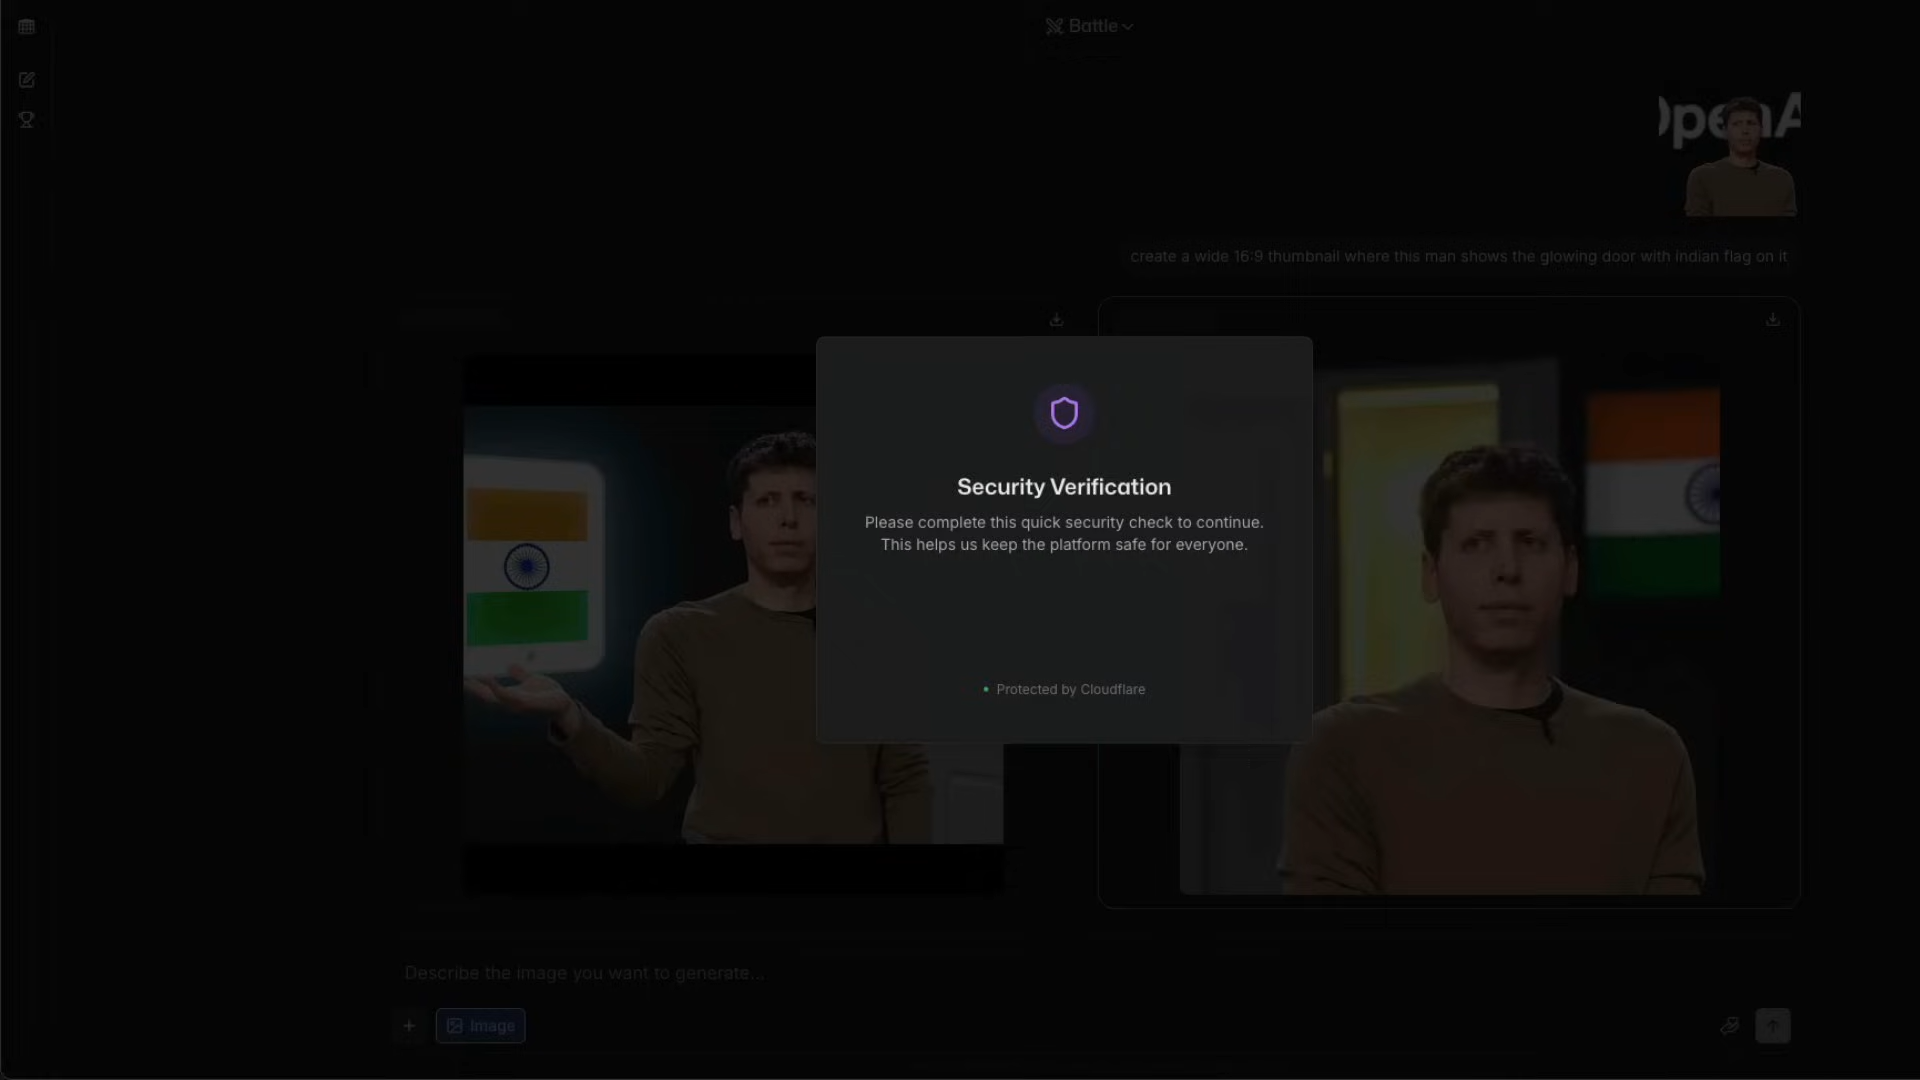 Battle
OpenA
create a wide 16:9 thumbnail where this man shows the glowing door with indian flag on it
Security Verification
Please complete this quick security check to continue.
This helps us keep the platform safe for everyone.
Protected by Cloudflare
Describe the image you want to generate...
Image